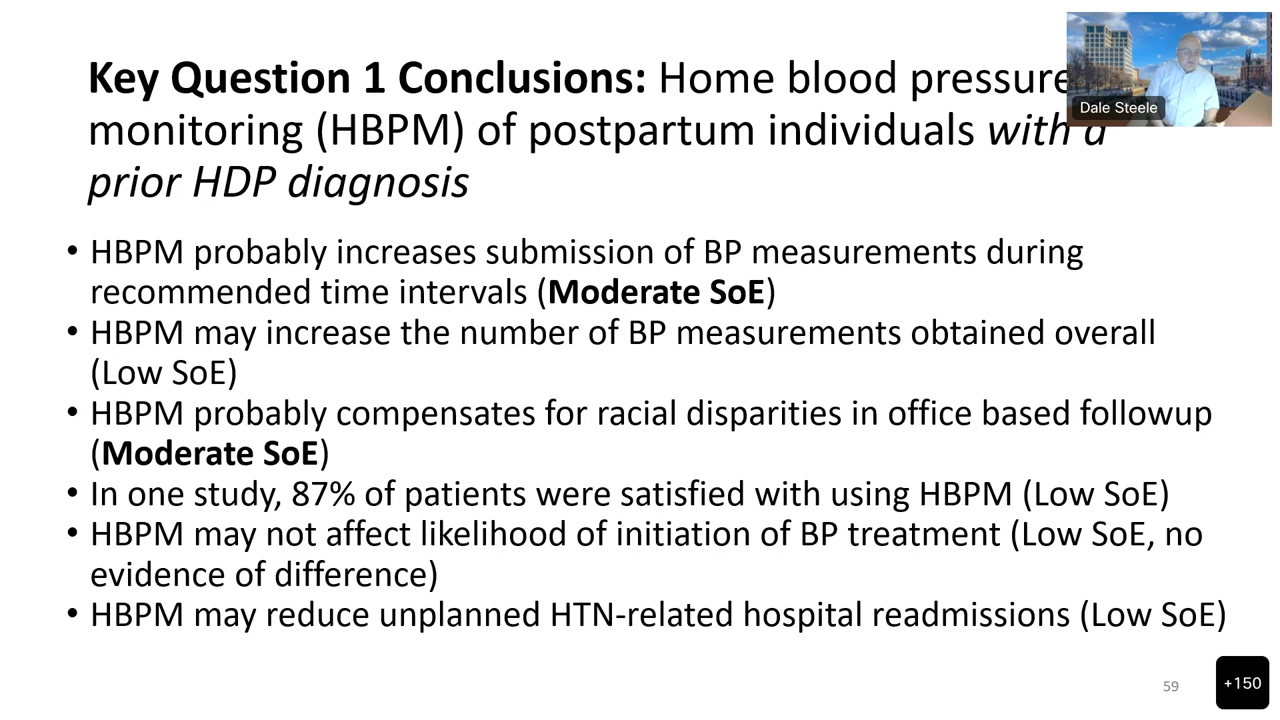 Key Question 1 Conclusions: Home blood pressure
monitoring (HBPM) of postpartum individuals with a
prior HDP diagnosis
Dale Steele
• HBPM probably increases submission of BP measurements during
recommended time intervals (Moderate SoE)
• HBPM may increase the number of BP measurements obtained overall
(Low SoE)
• HBPM probably compensates for racial disparities in office based followup
(Moderate SoE)
• In one study, 87% of patients were satisfied with using HBPM (Low SoE)
• HBPM may not affect likelihood of initiation of BP treatment (Low SoE, no
evidence of difference)
• HBPM may reduce unplanned HTN-related hospital readmissions (Low SoE)
59
+150